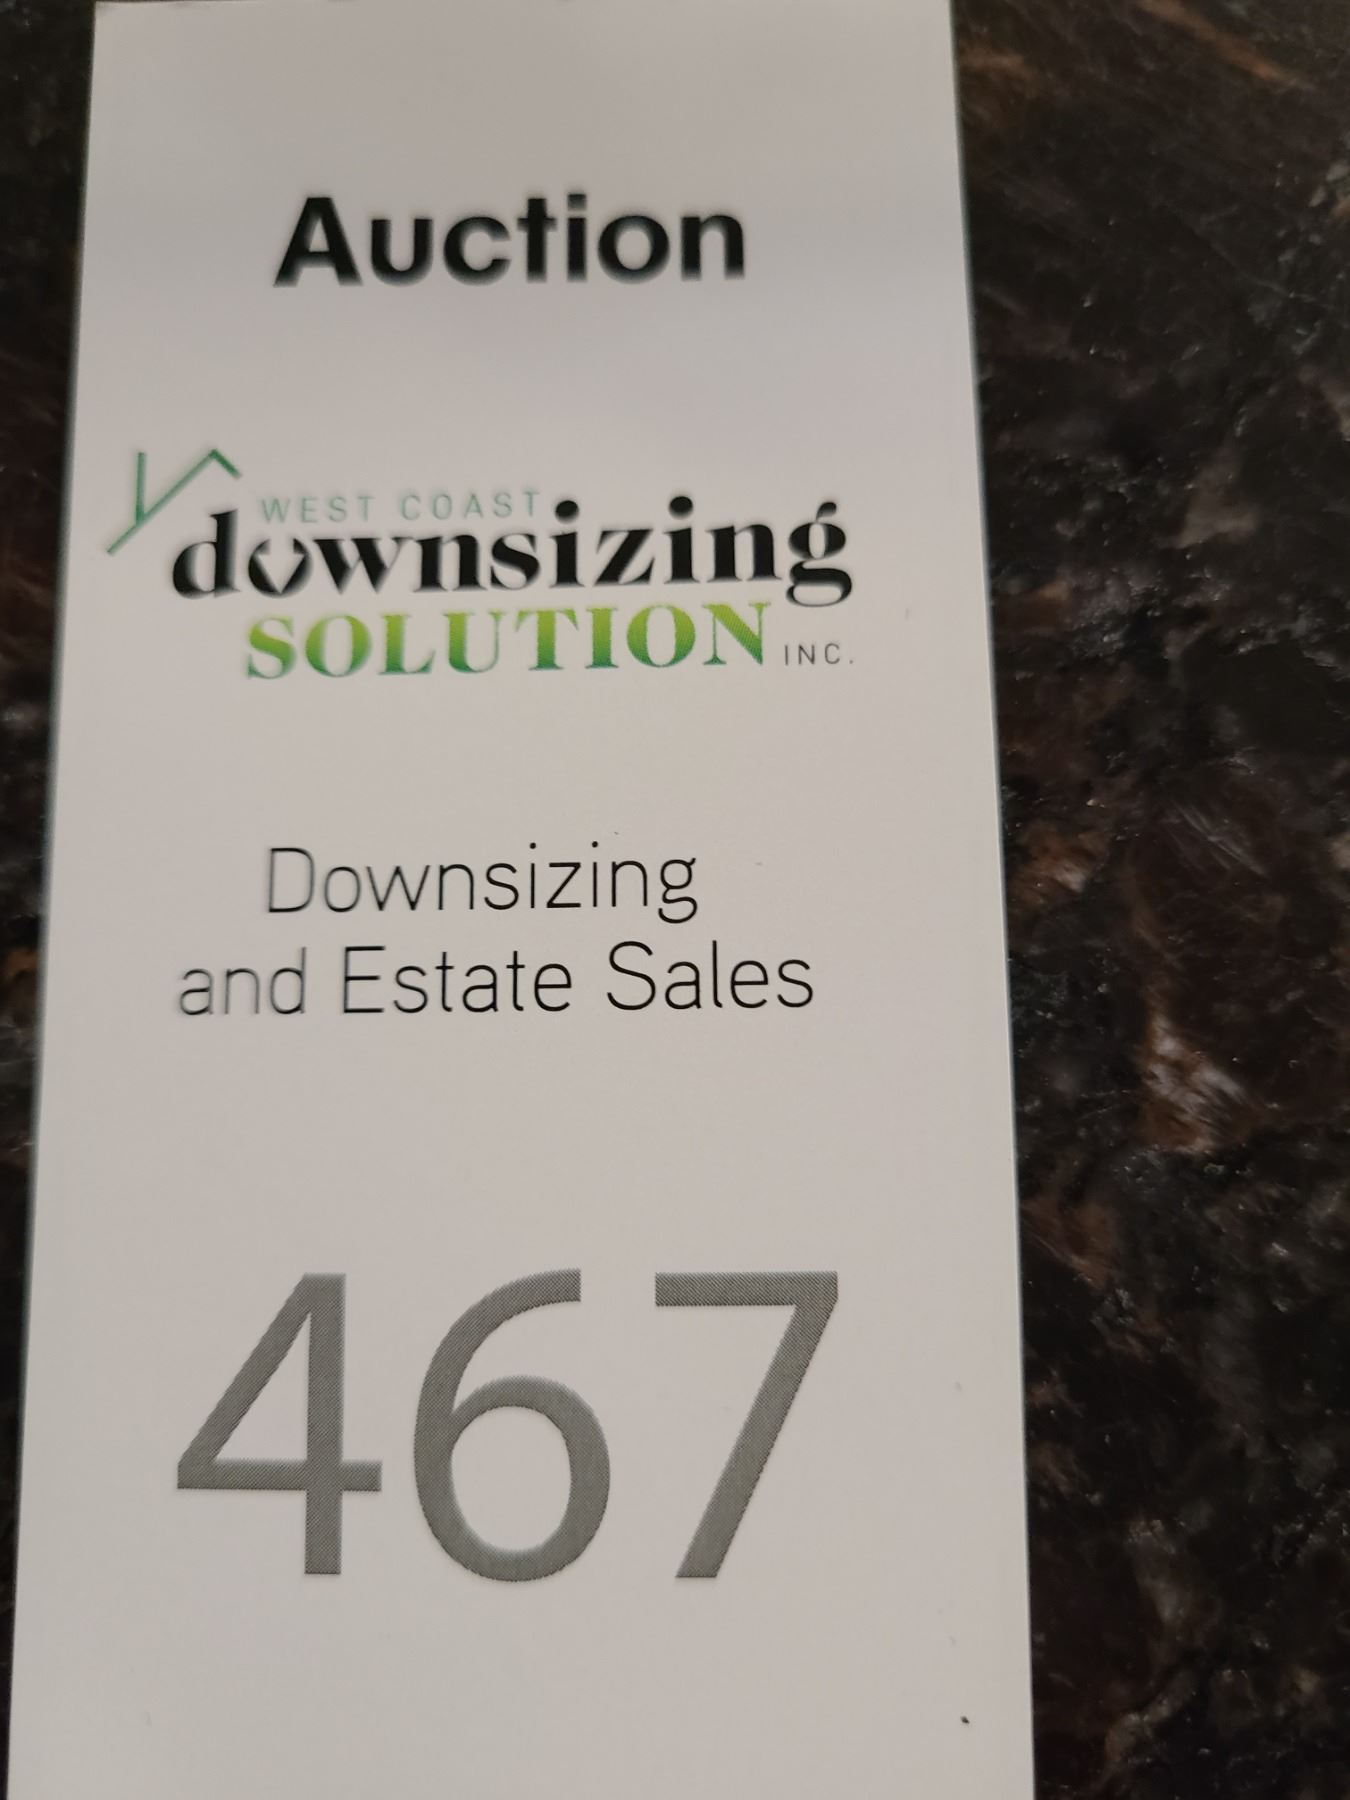 Auction
WEST COAST
downsizing
SOLUTION INC.
Downsizing
and Estate Sales
467